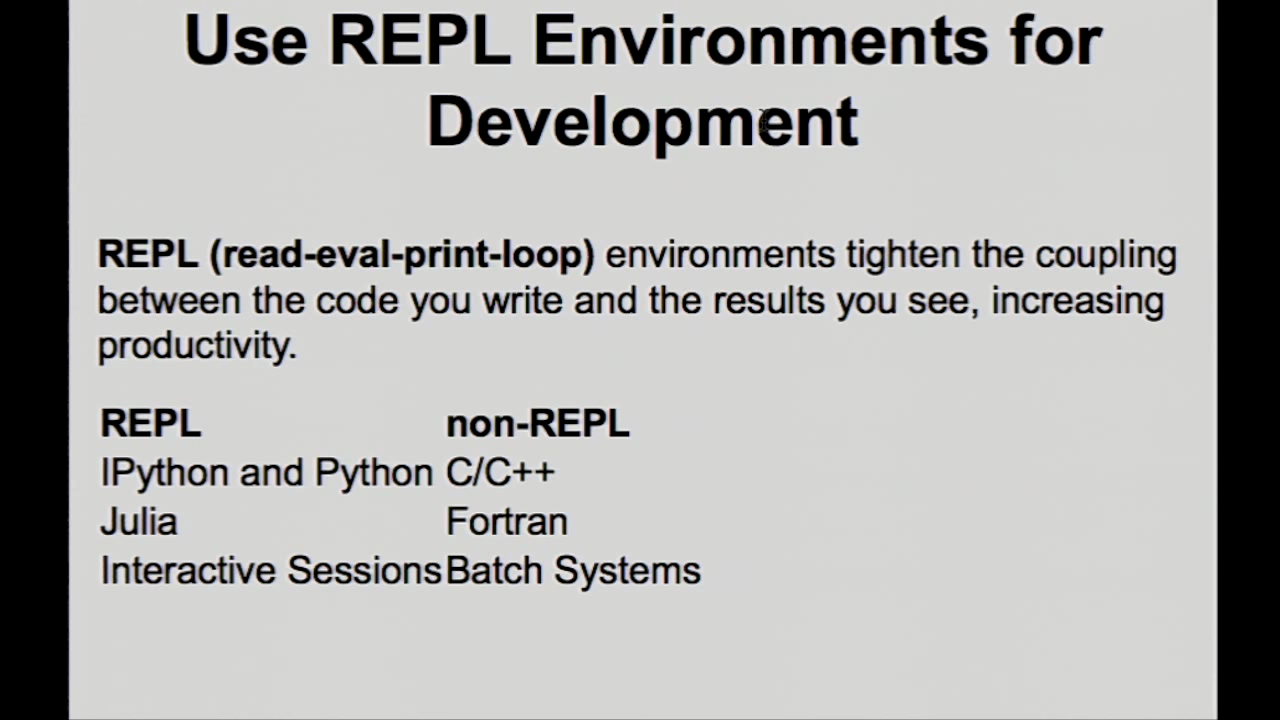 Use REPL Environments for
Development
REPL (read-eval-print-loop) environments tighten the coupling
between the code you write and the results you see, increasing
productivity.
REPL non-REPL
IPython and Python C/C++
Julia Fortran
Interactive Sessions Batch Systems